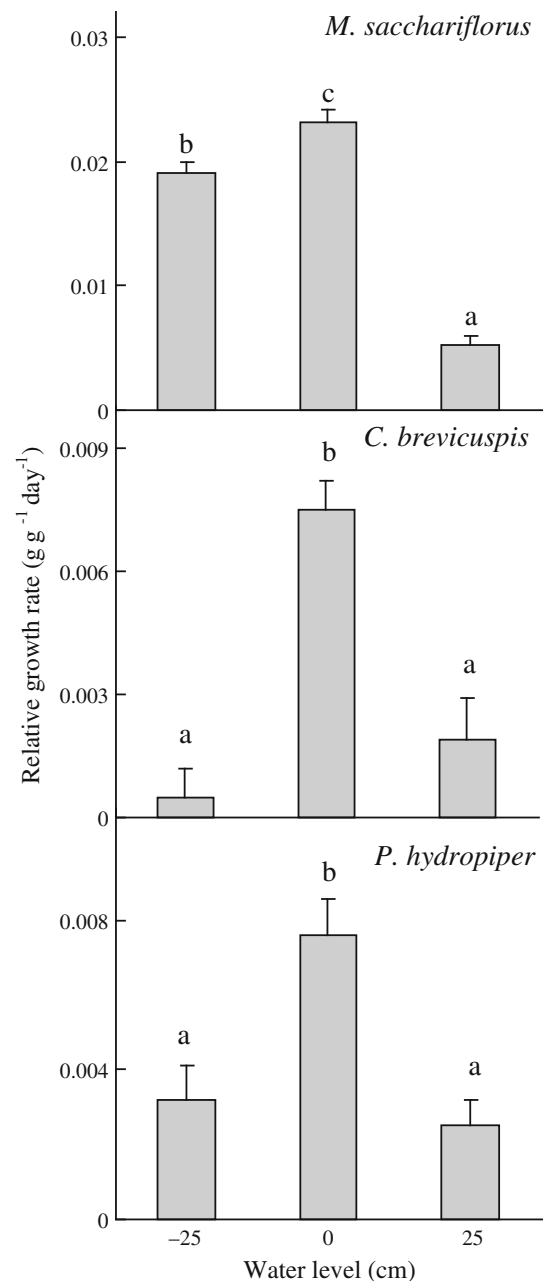 M. sacchariflorus
0.03
c
b
0.02
0.01
a
0
C. brevicuspis
0.009
b
0.006
a
0.003
a
0
P. hydropiper
b
0.008
a
a
0.004
0
Relative growth rate (g g⁻¹ day⁻¹)
–25 0 25
Water level (cm)